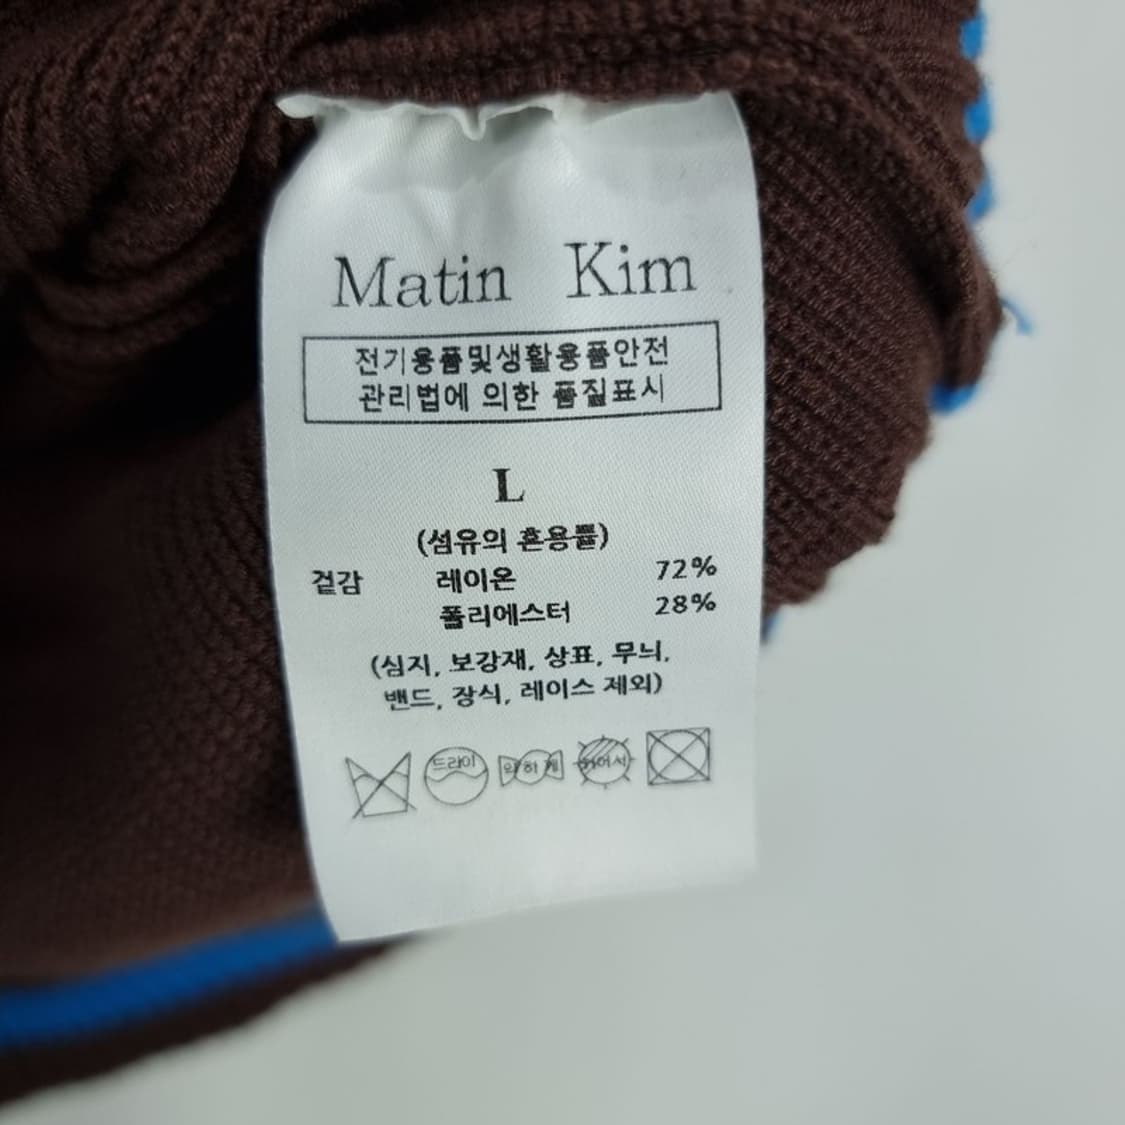 Matin Kim
전기용품및생활용품안전
관리법에 의한 품질표시
L
(섬유의 혼용률)
겉감 레이온 72%
폴리에스터 28%
(심지, 보강재, 상표, 무늬,
밴드, 장식, 레이스 제외)
드라이 약하게 뉘어서